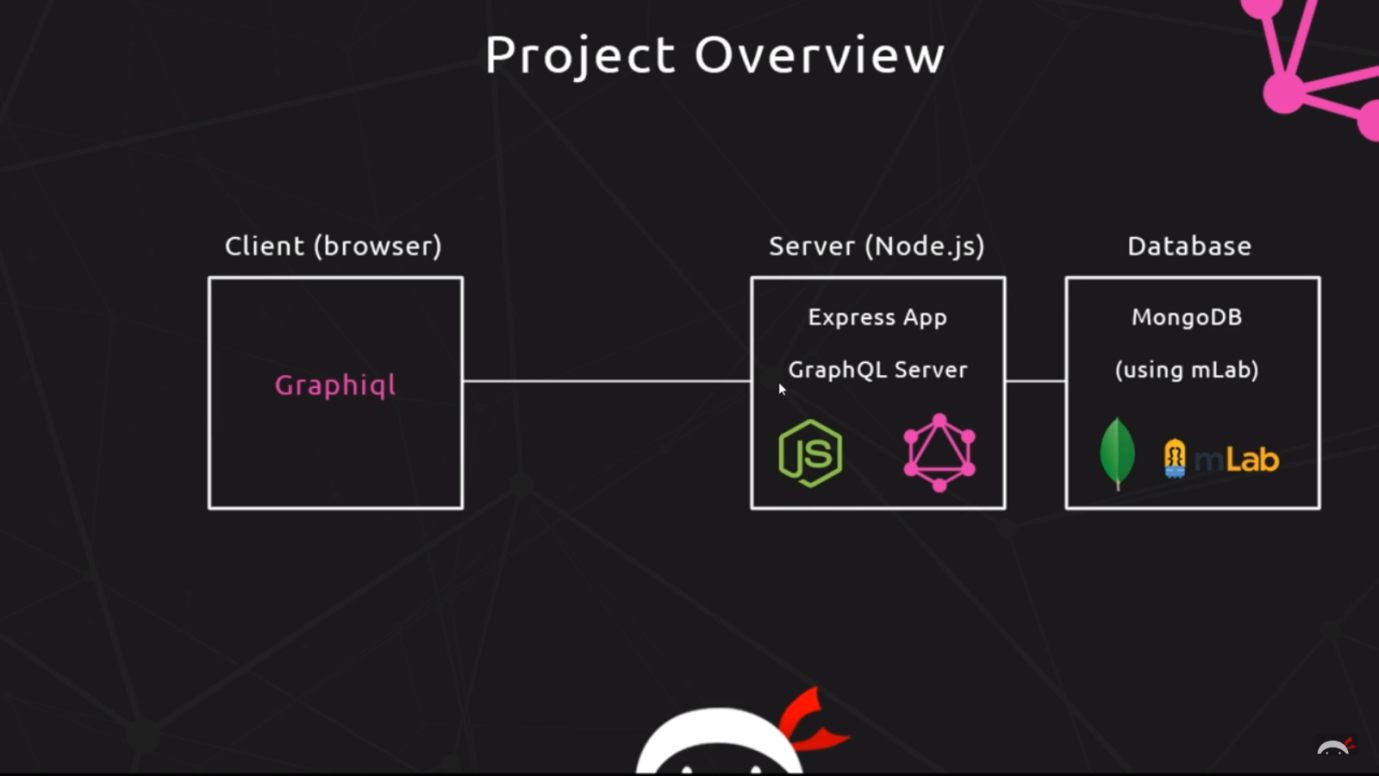 Project Overview
Client (browser)
Graphiql
Server (Node.js)
Express App
GraphQL Server
JS
Database
MongoDB
(using mLab)
mLab